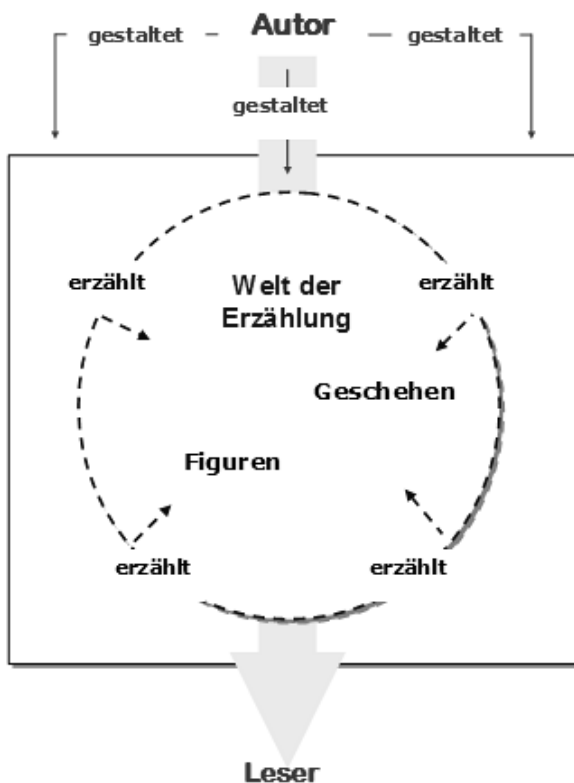 Autor
gestaltet
gestaltet
gestaltet
erzählt
erzählt
Welt der
Erzählung
Geschehen
Figuren
erzählt
erzählt
Leser